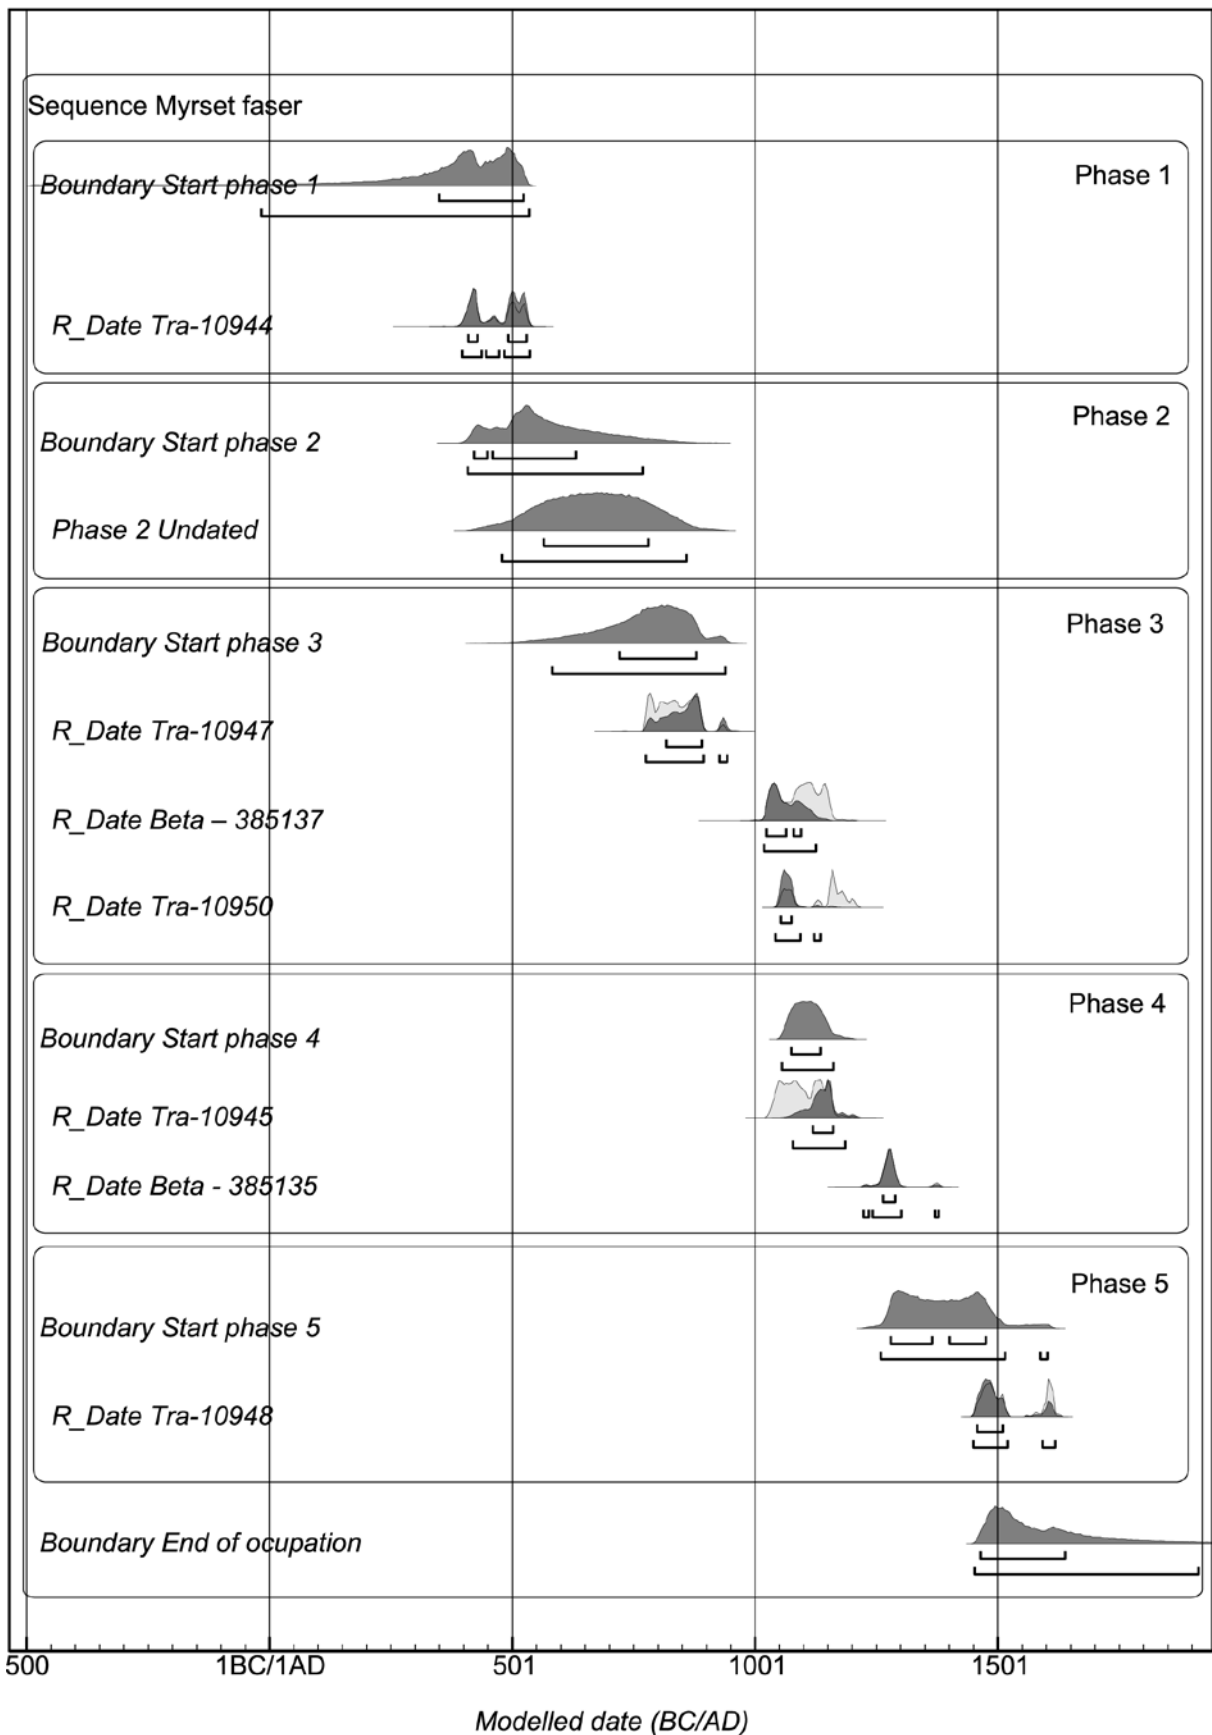 Sequence Myrset faser
Boundary Start phase 1
Phase 1
R_Date Tra-10944
Phase 2
Boundary Start phase 2
Phase 2 Undated
Phase 3
Boundary Start phase 3
R_Date Tra-10947
R_Date Beta – 385137
R_Date Tra-10950
Phase 4
Boundary Start phase 4
R_Date Tra-10945
R_Date Beta - 385135
Phase 5
Boundary Start phase 5
R_Date Tra-10948
Boundary End of ocupation
500 1BC/1AD 501 1001 1501
Modelled date (BC/AD)